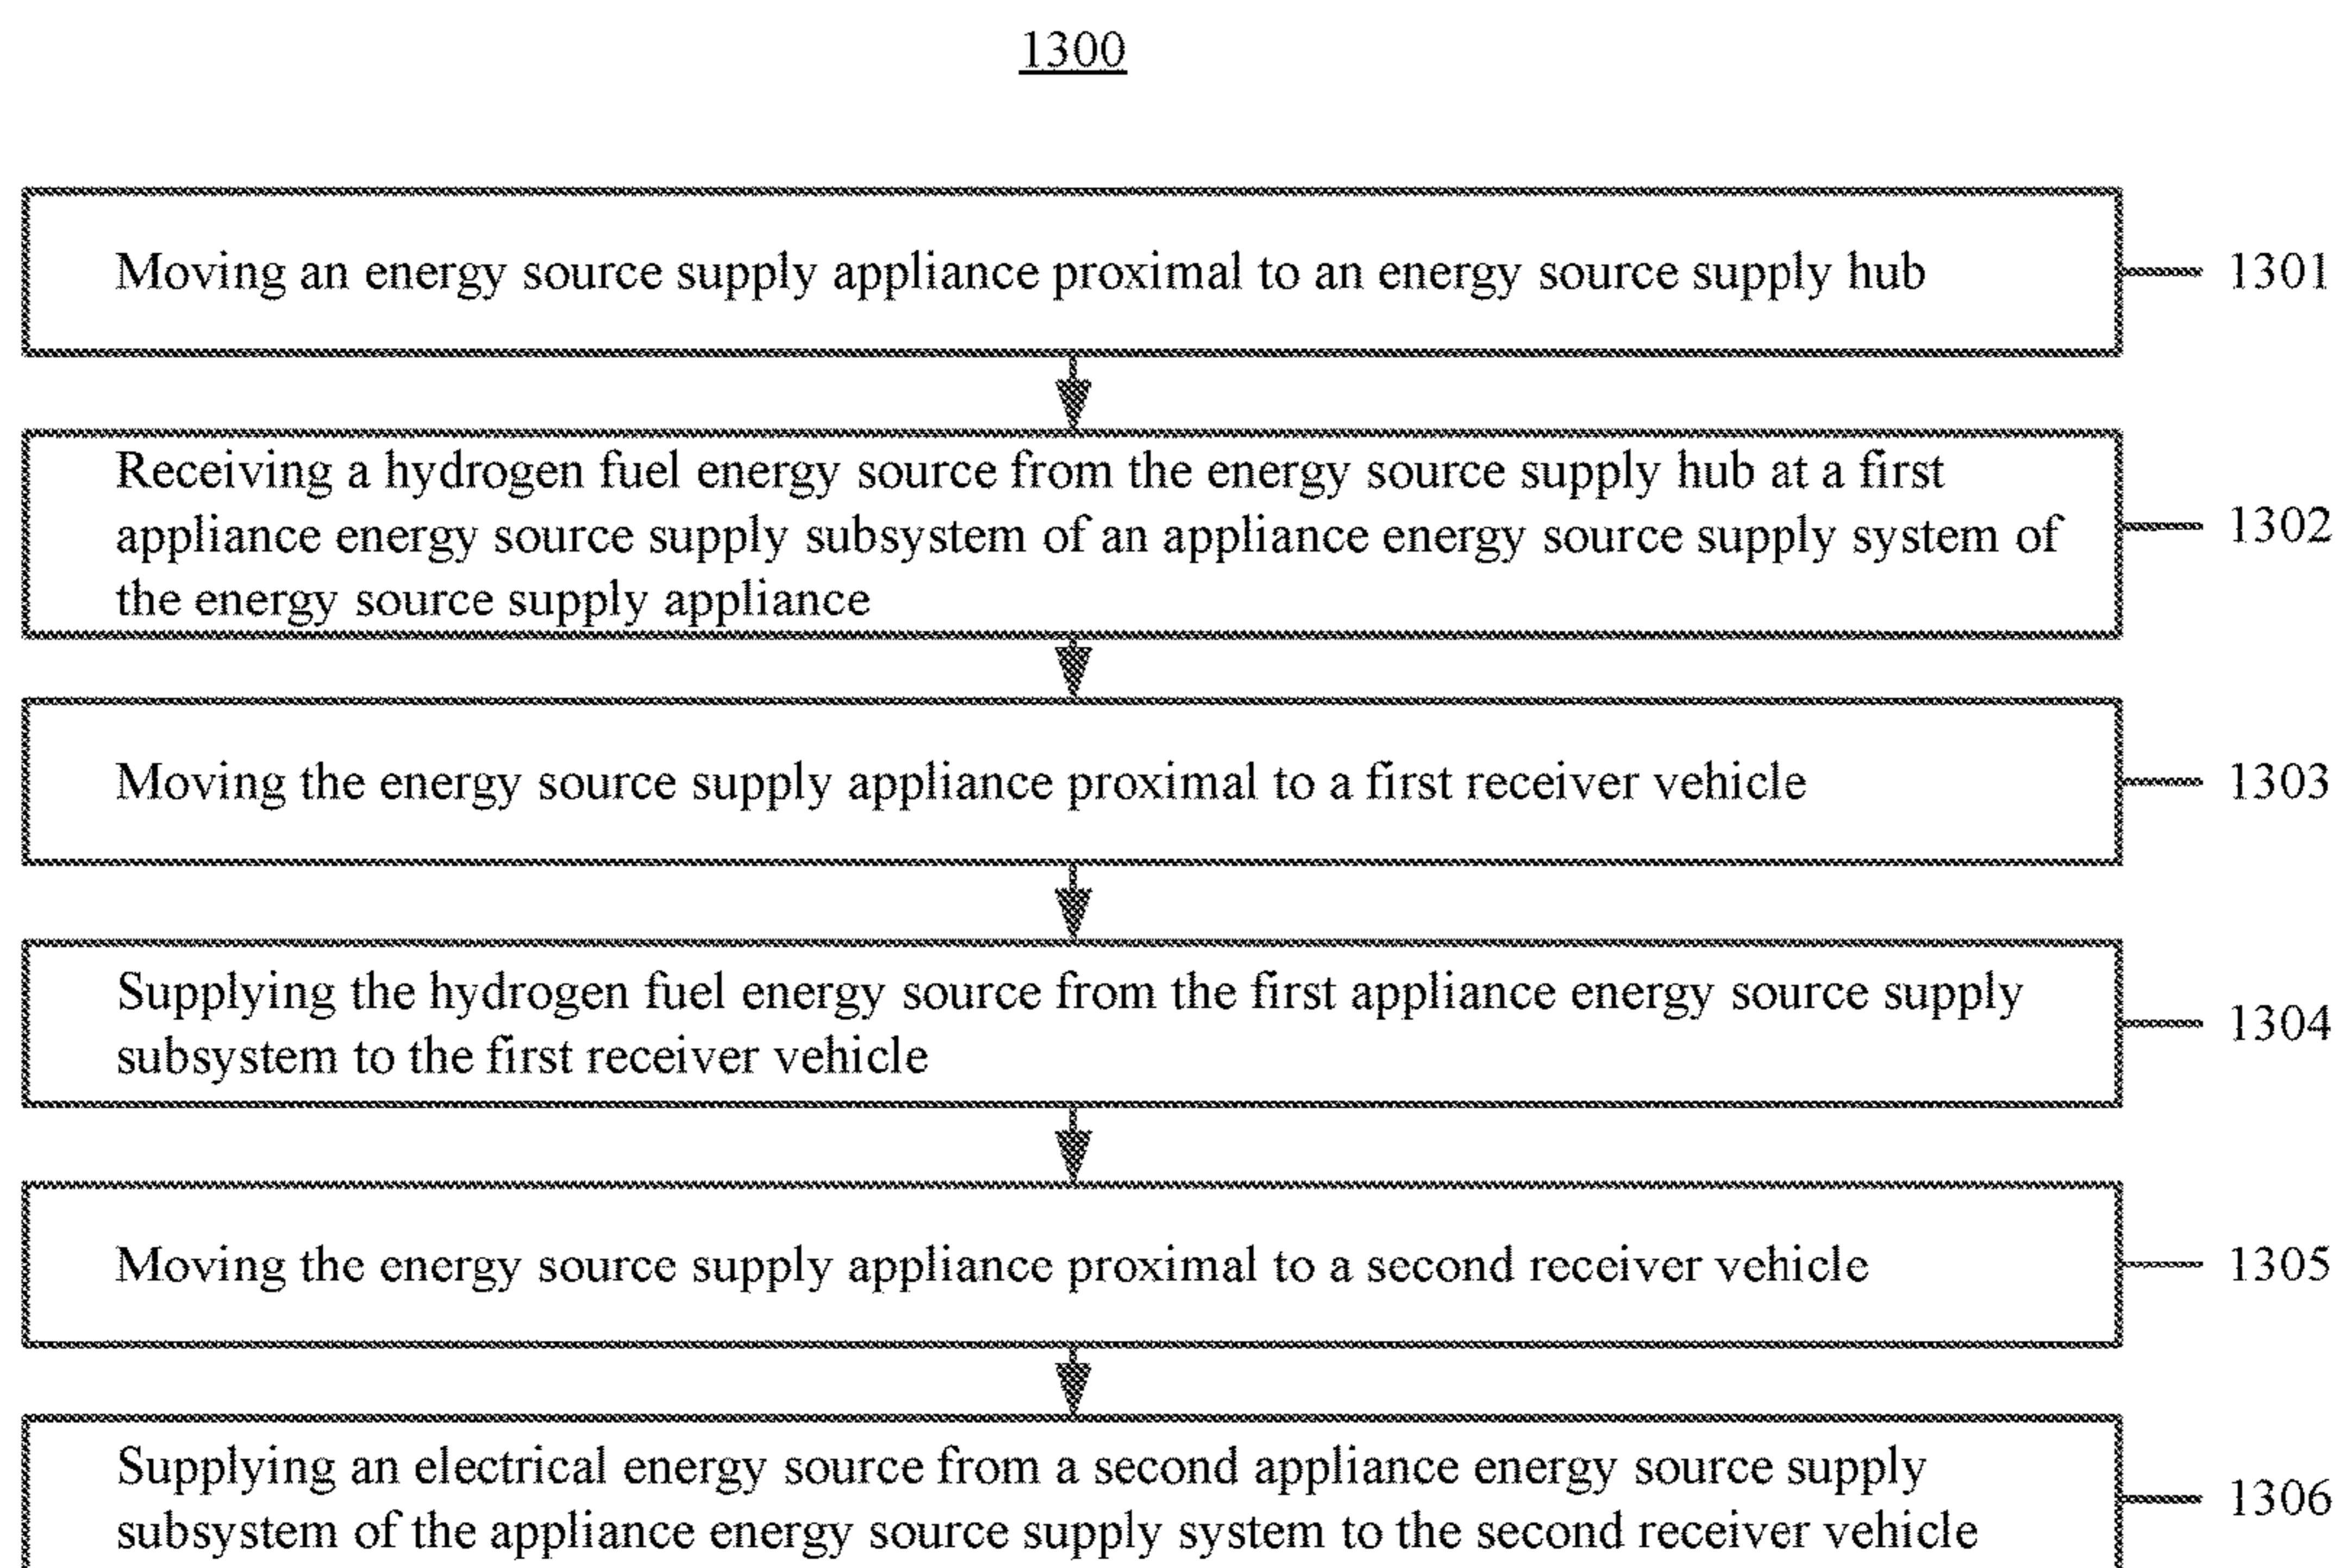 1300
Moving an energy source supply appliance proximal to an energy source supply hub
1301
Receiving a hydrogen fuel energy source from the energy source supply hub at a first
appliance energy source supply subsystem of an appliance energy source supply system of
the energy source supply appliance
1302
Moving the energy source supply appliance proximal to a first receiver vehicle
1303
Supplying the hydrogen fuel energy source from the first appliance energy source supply
subsystem to the first receiver vehicle
1304
Moving the energy source supply appliance proximal to a second receiver vehicle
1305
Supplying an electrical energy source from a second appliance energy source supply
subsystem of the appliance energy source supply system to the second receiver vehicle
1306